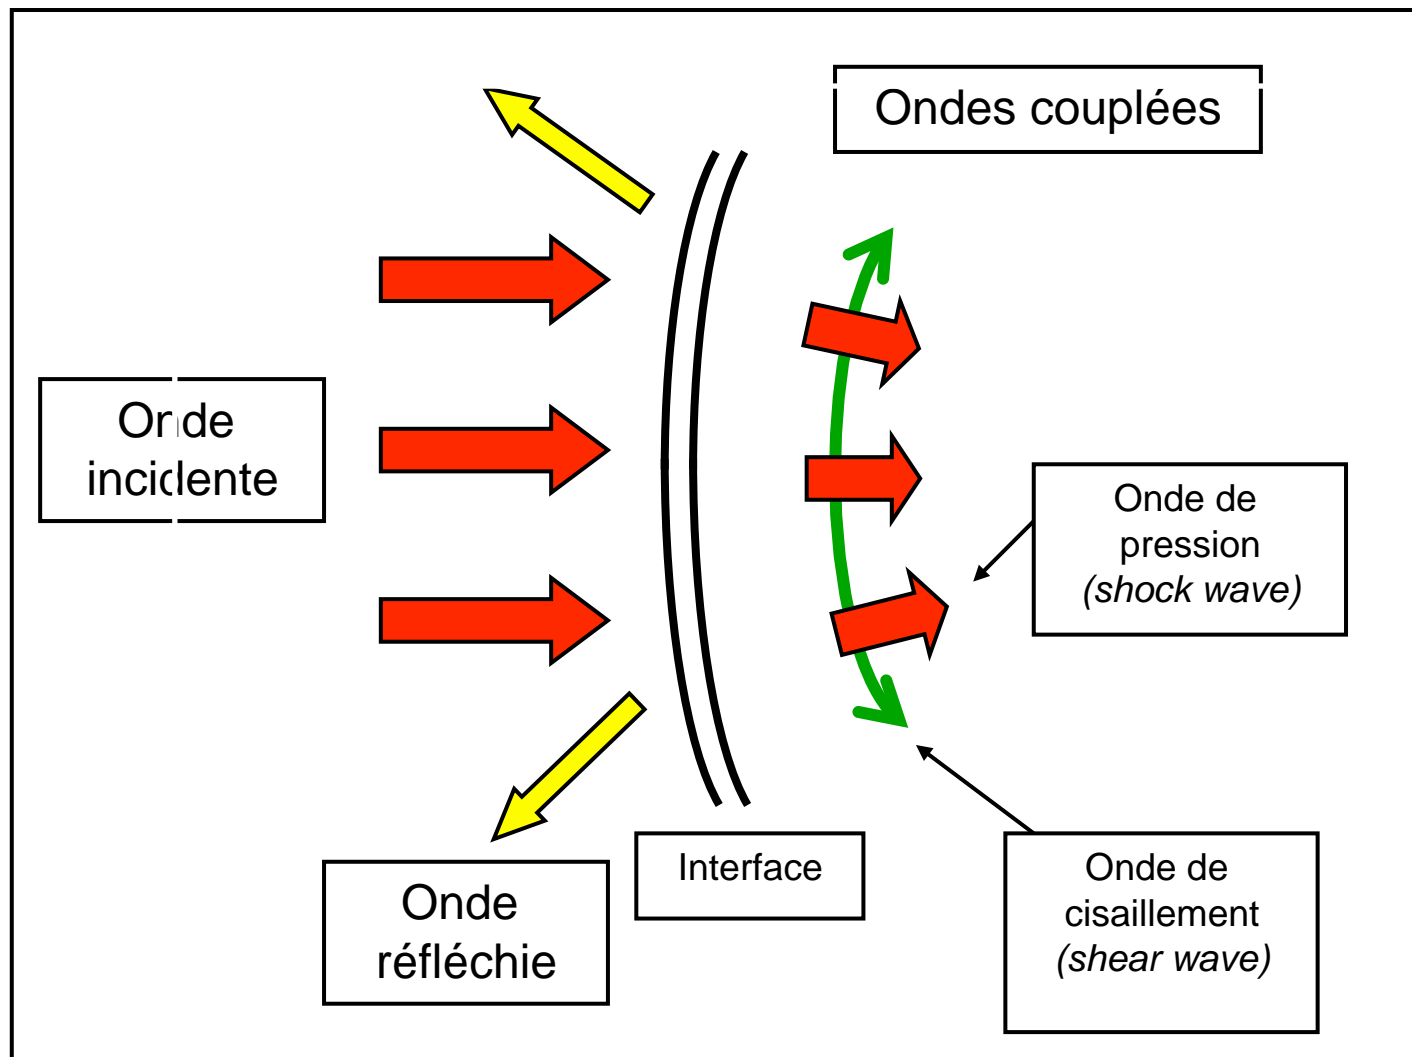 Ondes couplées
Onde
incidente
Onde de
pression
(shock wave)
Interface
Onde
réfléchie
Onde de
cisaillement
(shear wave)